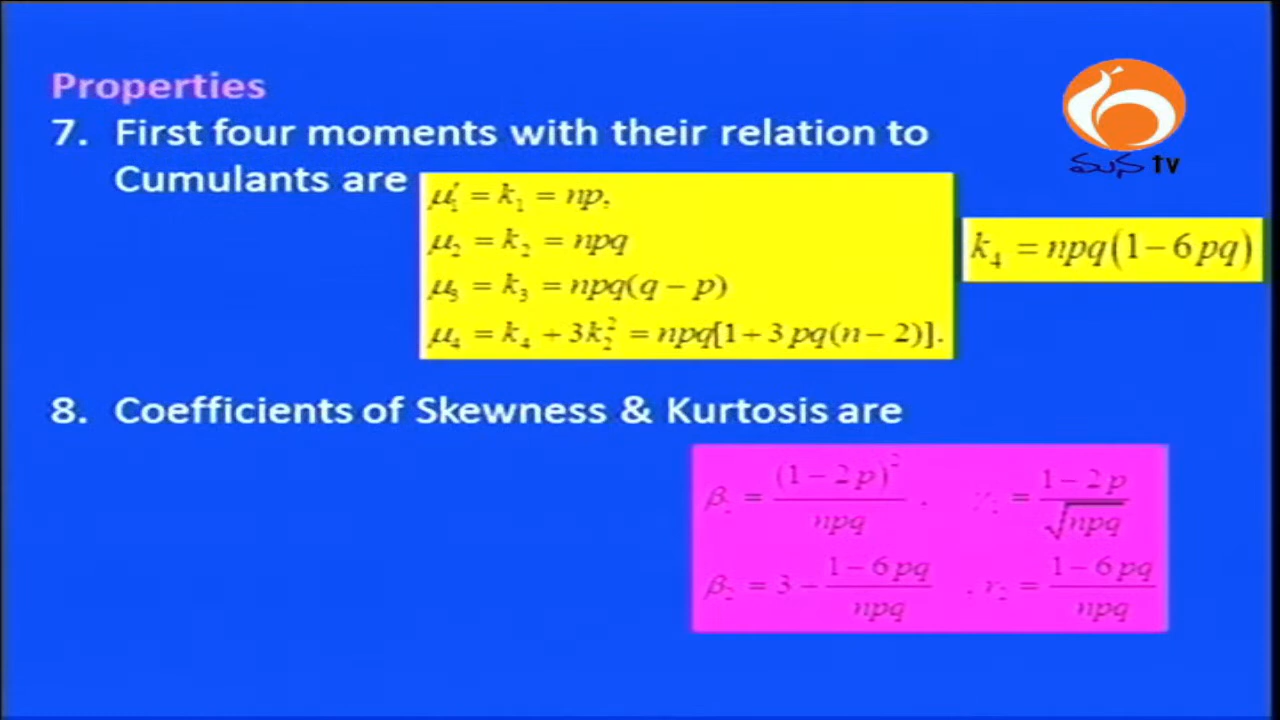 Properties
7. First four moments with their relation to
Cumulants are
μ₁′ = k₁ = np,
μ₂ = k₂ = npq
μ₃ = k₃ = npq(q − p)
μ₄ = k₄ + 3k₂² = npq[1 + 3pq(n − 2)].
k₄ = npq(1 − 6pq)
8. Coefficients of Skewness & Kurtosis are
β₁ = (1 − 2p)² / npq , γ₁ = (1 − 2p) / √npq
β₂ = 3 − (1 − 6pq) / npq , γ₂ = (1 − 6pq) / npq
మన tv